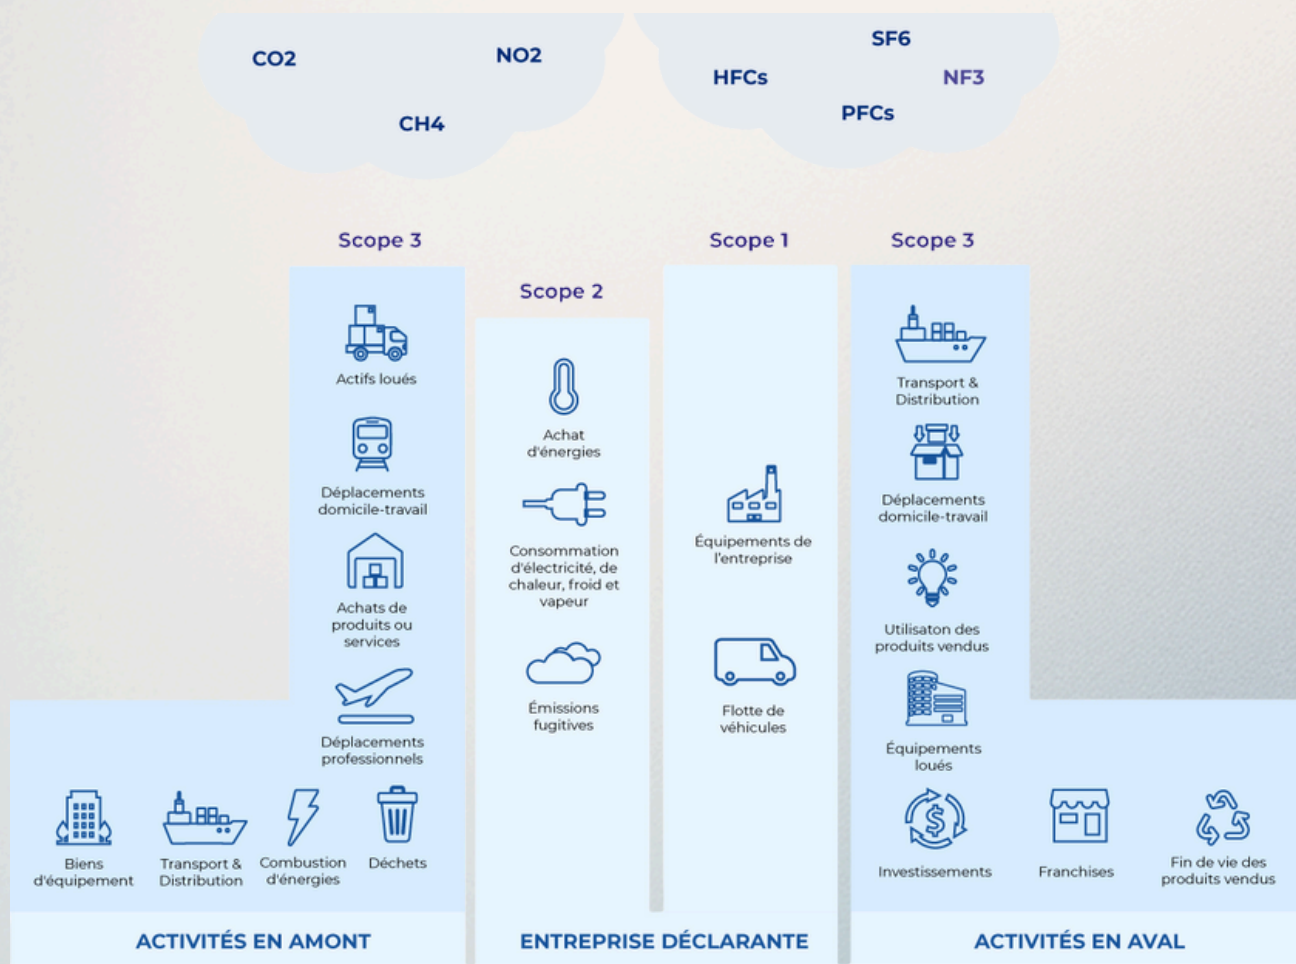 CO2
NO2
CH4
SF6
HFCs
NF3
PFCs
Scope 3
Actifs loués
Déplacements
domicile-travail
Achats de
produits ou
services
Déplacements
professionnels
Biens
d'équipement
Transport &
Distribution
Combustion
d'énergies
Déchets
ACTIVITÉS EN AMONT
Scope 2
Achat
d'énergies
Consommation
d'électricité, de
chaleur, froid et
vapeur
Émissions
fugitives
Scope 1
Équipements de
l'entreprise
Flotte de
véhicules
ENTREPRISE DÉCLARANTE
Scope 3
Transport &
Distribution
Déplacements
domicile-travail
Utilisaton des
produits vendus
Équipements
loués
Investissements
Franchises
Fin de vie des
produits vendus
ACTIVITÉS EN AVAL